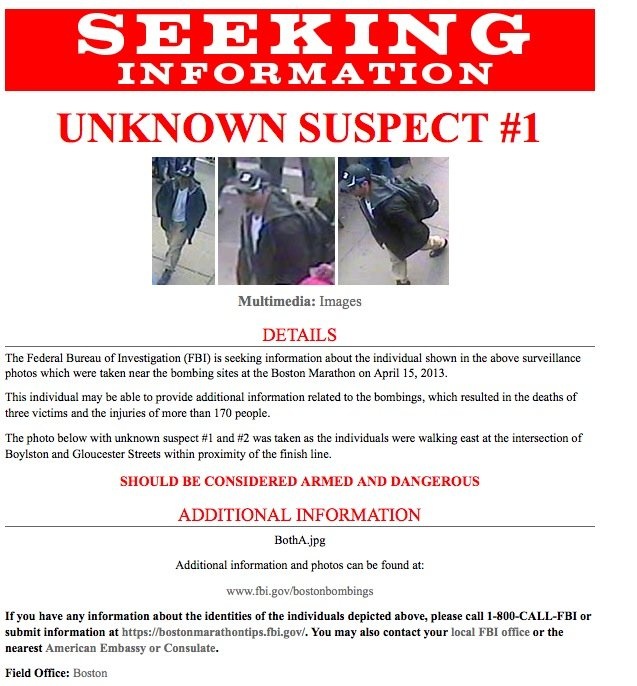 SEEKING
INFORMATION
UNKNOWN SUSPECT #1
Multimedia: Images
DETAILS
The Federal Bureau of Investigation (FBI) is seeking information about the individual shown in the above surveillance
photos which were taken near the bombing sites at the Boston Marathon on April 15, 2013.
This individual may be able to provide additional information related to the bombings, which resulted in the deaths of
three victims and the injuries of more than 170 people.
The photo below with unknown suspect #1 and #2 was taken as the individuals were walking east at the intersection of
Boylston and Gloucester Streets within proximity of the finish line.
SHOULD BE CONSIDERED ARMED AND DANGEROUS
ADDITIONAL INFORMATION
BothA.jpg
Additional information and photos can be found at:
www.fbi.gov/bostonbombings
If you have any information about the identities of the individuals depicted above, please call 1-800-CALL-FBI or
submit information at https://bostonmarathontips.fbi.gov/. You may also contact your local FBI office or the
nearest American Embassy or Consulate.
Field Office: Boston